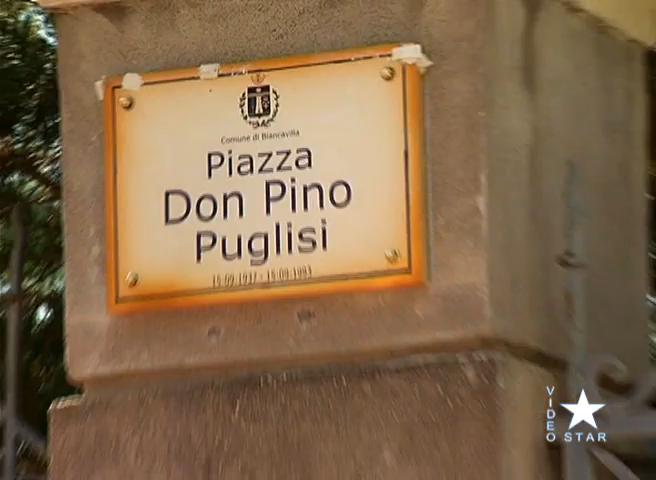 Comune di Biancavilla
Piazza
Don Pino
Puglisi
15.09.1937 - 15.09.1993
VIDEO STAR